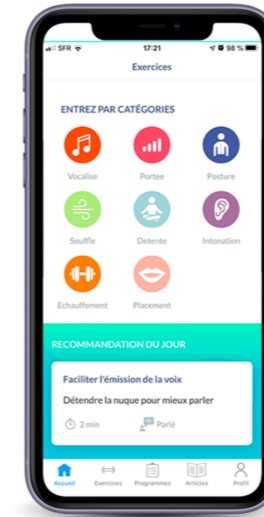 SFR 17:21 98 %
Exercices
ENTREZ PAR CATÉGORIES
Vocalise Portee Posture
Souffle Detente Intonation
Echauffement Placement
RECOMMANDATION DU JOUR
Faciliter l'émission de la voix
Détendre la nuque pour mieux parler
2 min Parlé
Accueil Exercices Programmes Articles Profil